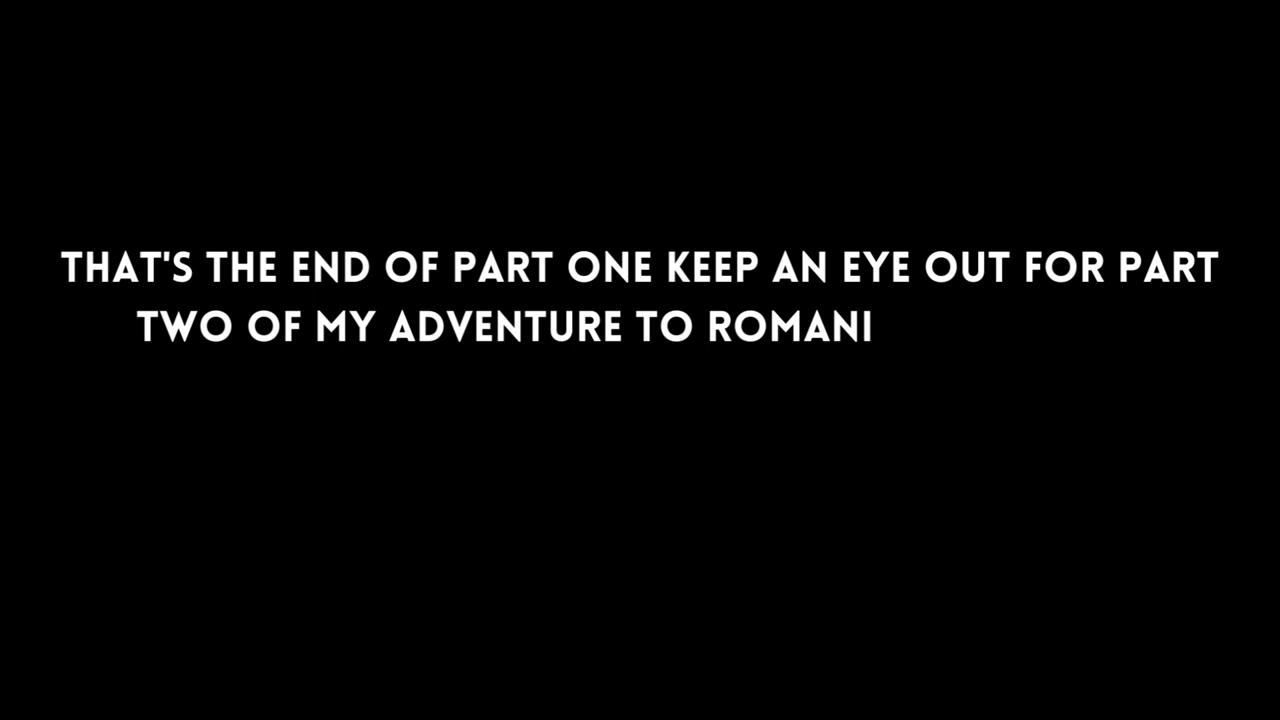 THAT'S THE END OF PART ONE KEEP AN EYE OUT FOR PART
TWO OF MY ADVENTURE TO ROMANI